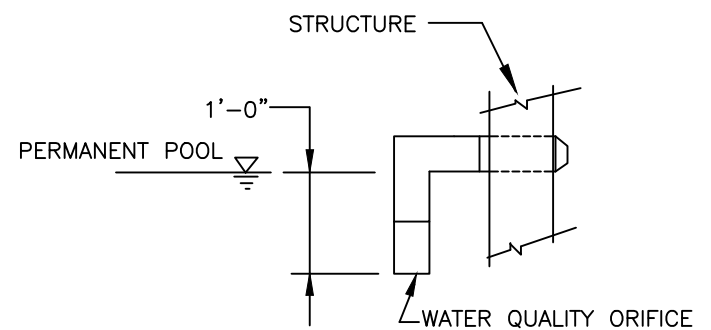 STRUCTURE
1'-0"
PERMANENT POOL
WATER QUALITY ORIFICE